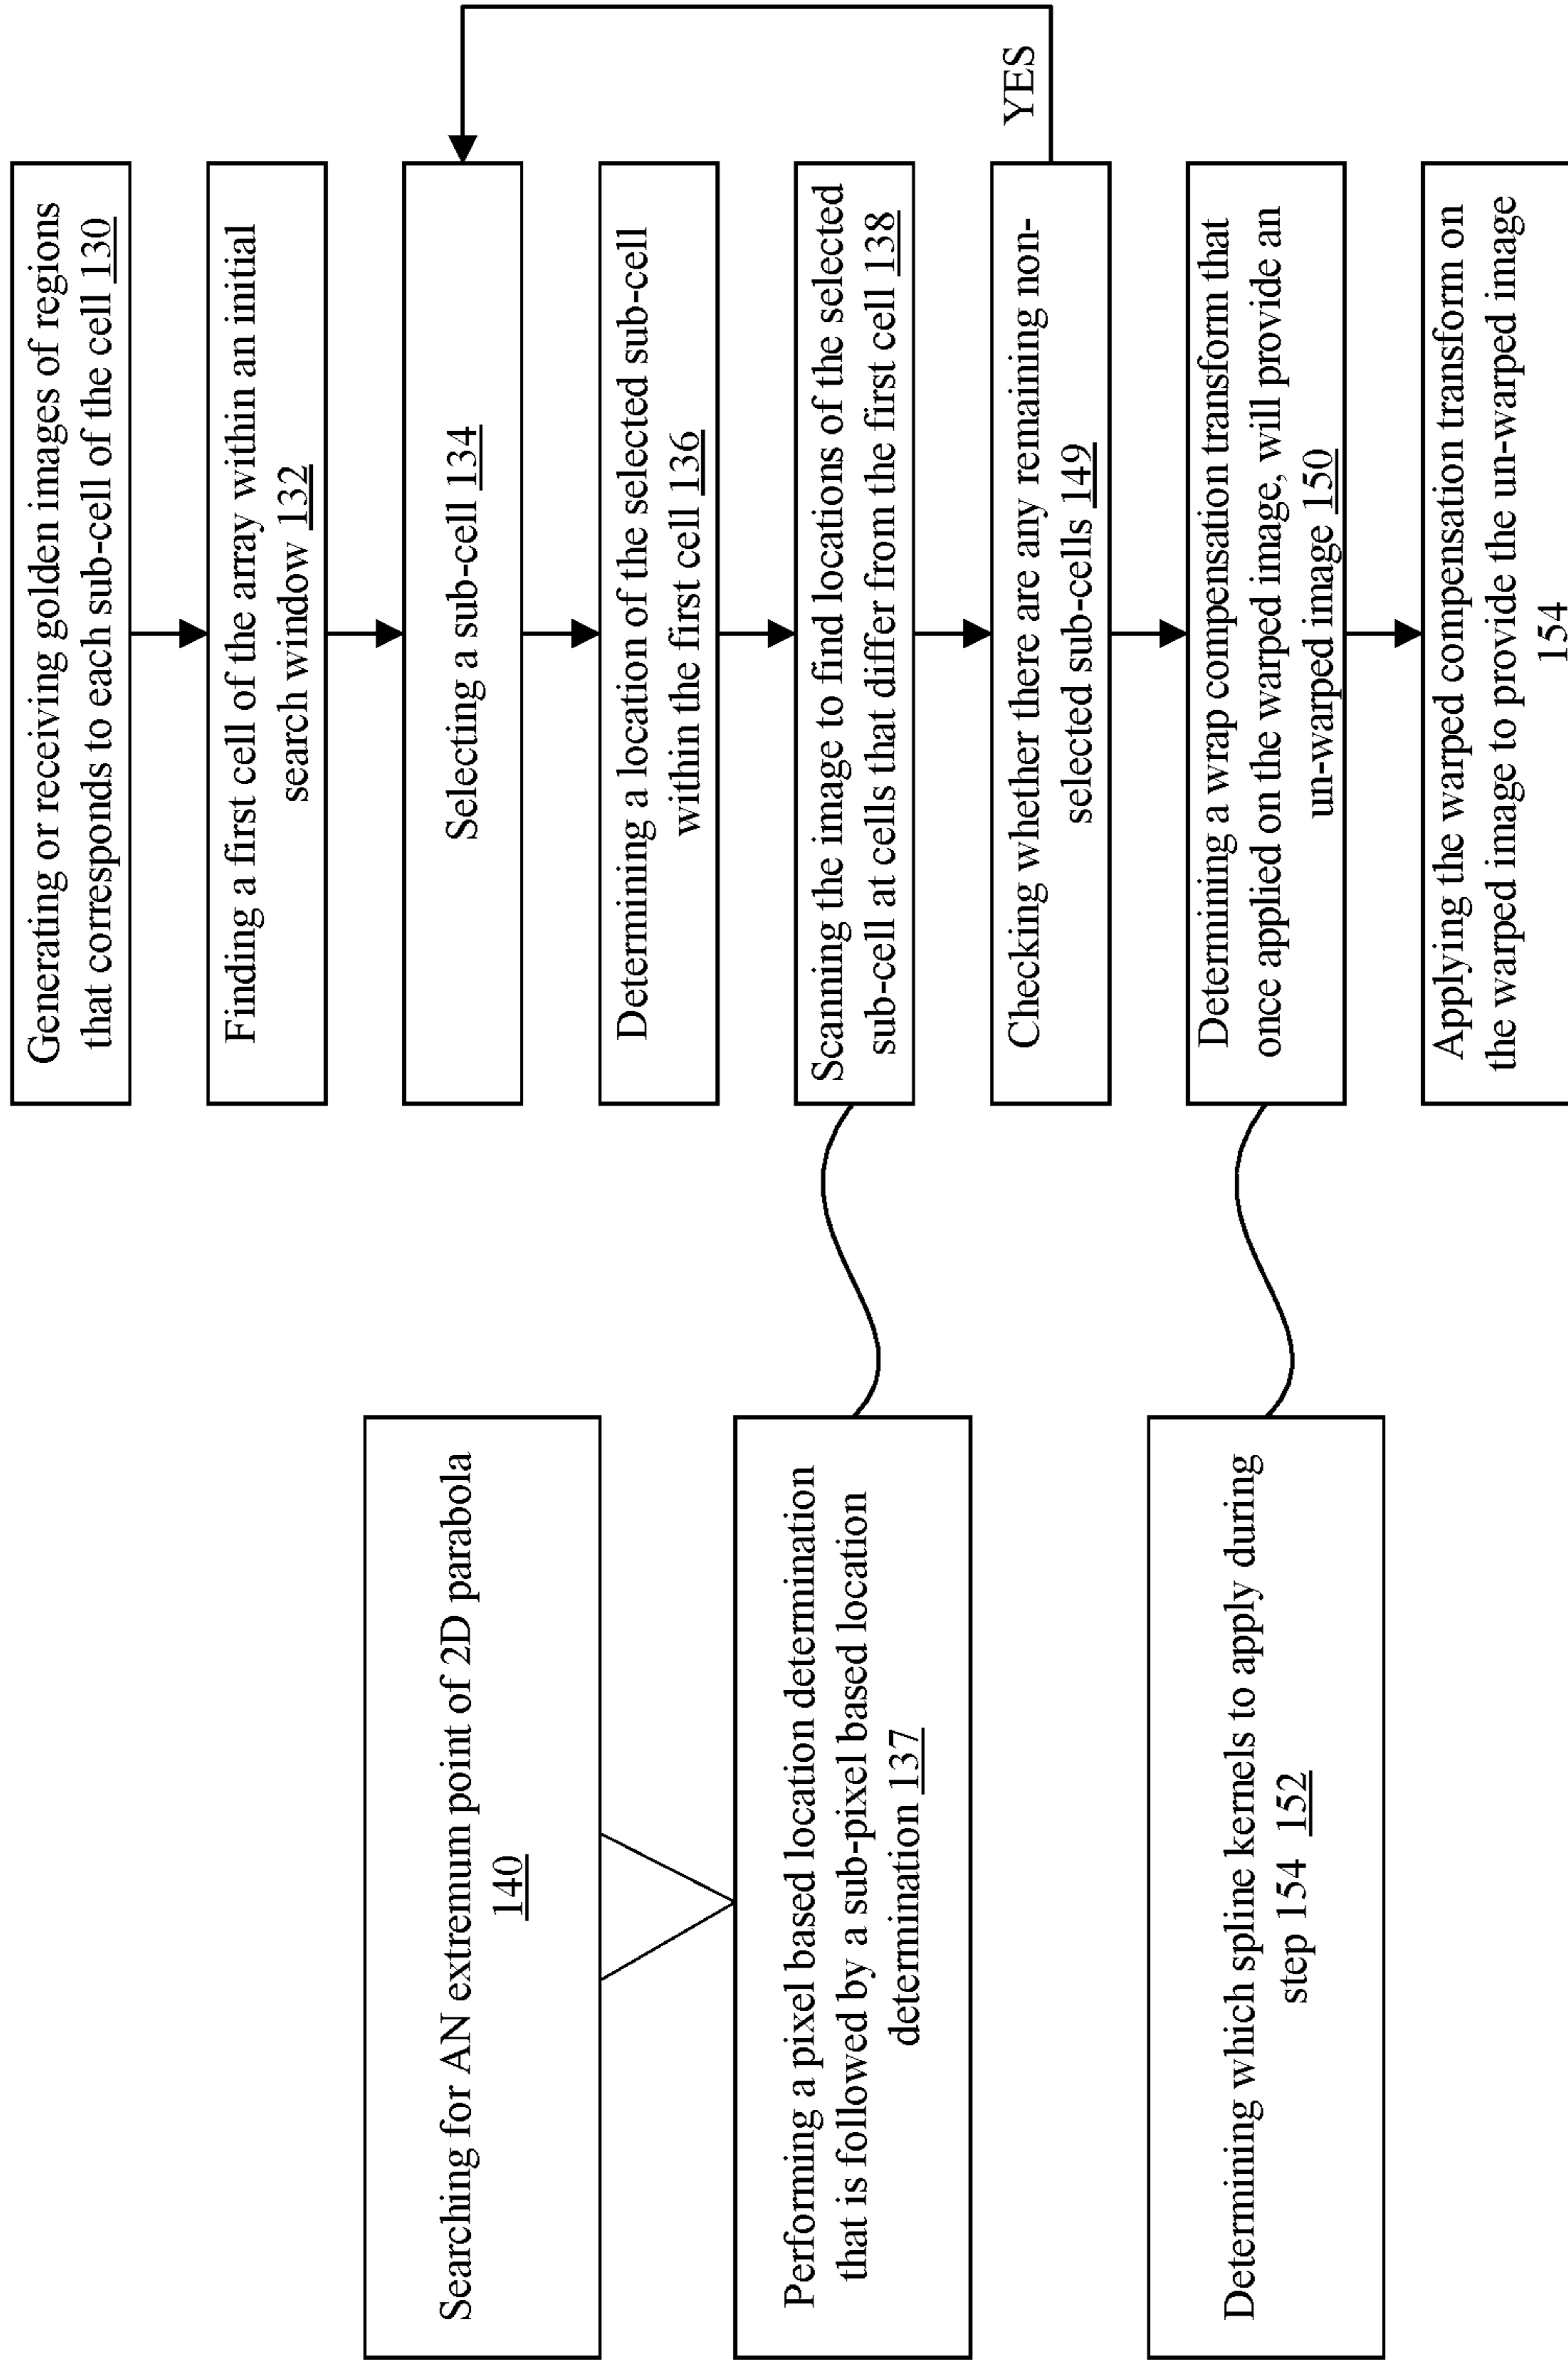 Generating or receiving golden images of regions
that corresponds to each sub-cell of the cell 130
Finding a first cell of the array within an initial
search window 132
Selecting a sub-cell 134
Determining a location of the selected sub-cell
within the first cell 136
Scanning the image to find locations of the selected
sub-cell at cells that differ from the first cell 138
Checking whether there are any remaining non-
selected sub-cells 149
YES
Determining a wrap compensation transform that
once applied on the warped image, will provide an
un-warped image 150
Applying the warped compensation transform on
the warped image to provide the un-warped image
154
Searching for AN extremum point of 2D parabola
140
Performing a pixel based location determination
that is followed by a sub-pixel based location
determination 137
Determining which spline kernels to apply during
step 154 152